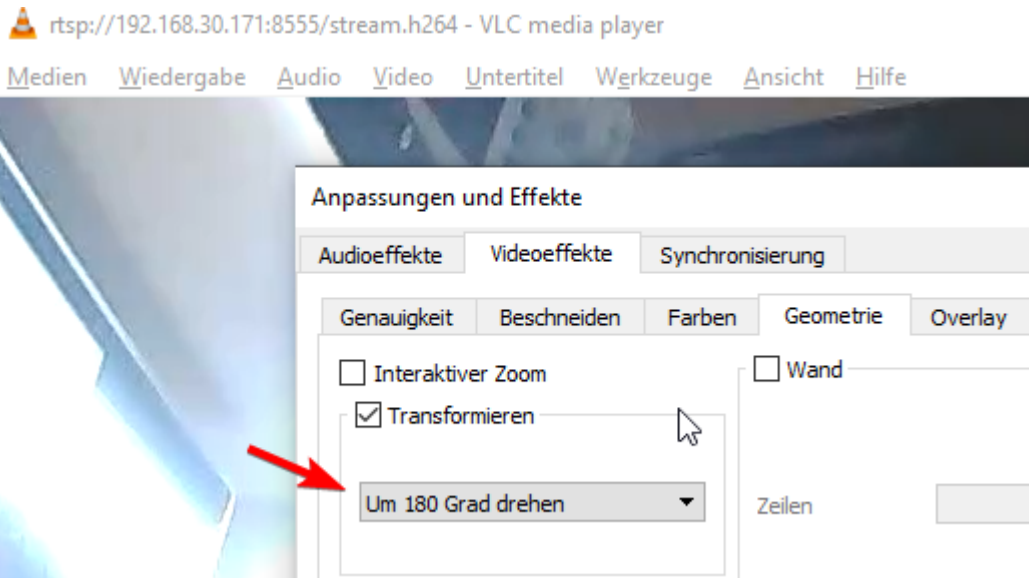 rtsp://192.168.30.171:8555/stream.h264 - VLC media player
Medien Wiedergabe Audio Video Untertitel Werkzeuge Ansicht Hilfe
Anpassungen und Effekte
Audioeffekte Videoeffekte Synchronisierung
Genauigkeit Beschneiden Farben Geometrie Overlay
Interaktiver Zoom Wand
Transformieren
Um 180 Grad drehen Zeilen